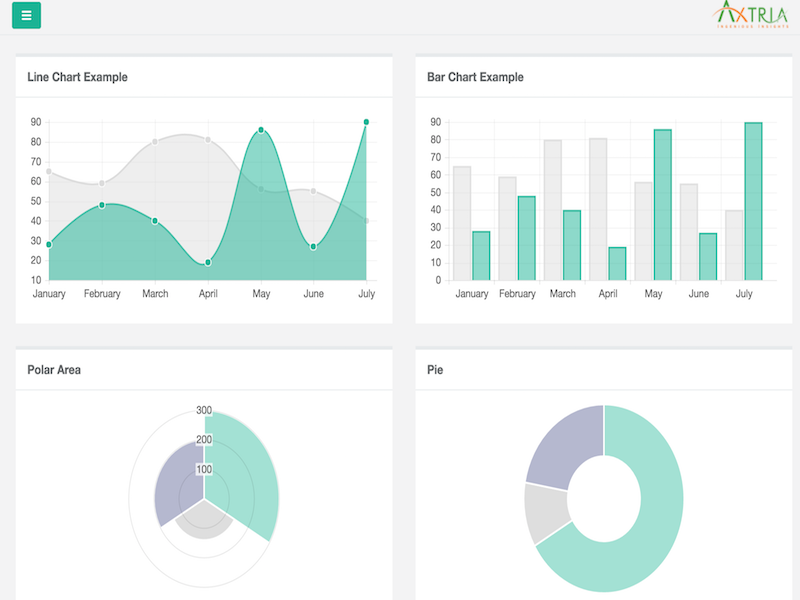 AXTRIA
INGENIOUS INSIGHTS
Line Chart Example
90
80
70
60
50
40
30
20
10
January February March April May June July
Bar Chart Example
90
80
70
60
50
40
30
20
10
0
January February March April May June July
Polar Area
300
200
100
Pie